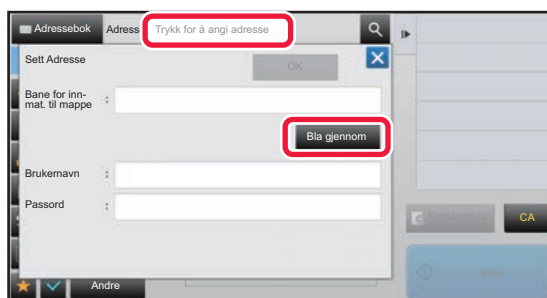 Adressebok Adress Trykk for å angi adresse
Sett Adresse
OK
Bane for inn-
mat. til mappe :
Bla gjennom
Brukernavn :
Passord :
CA
Start
Andre